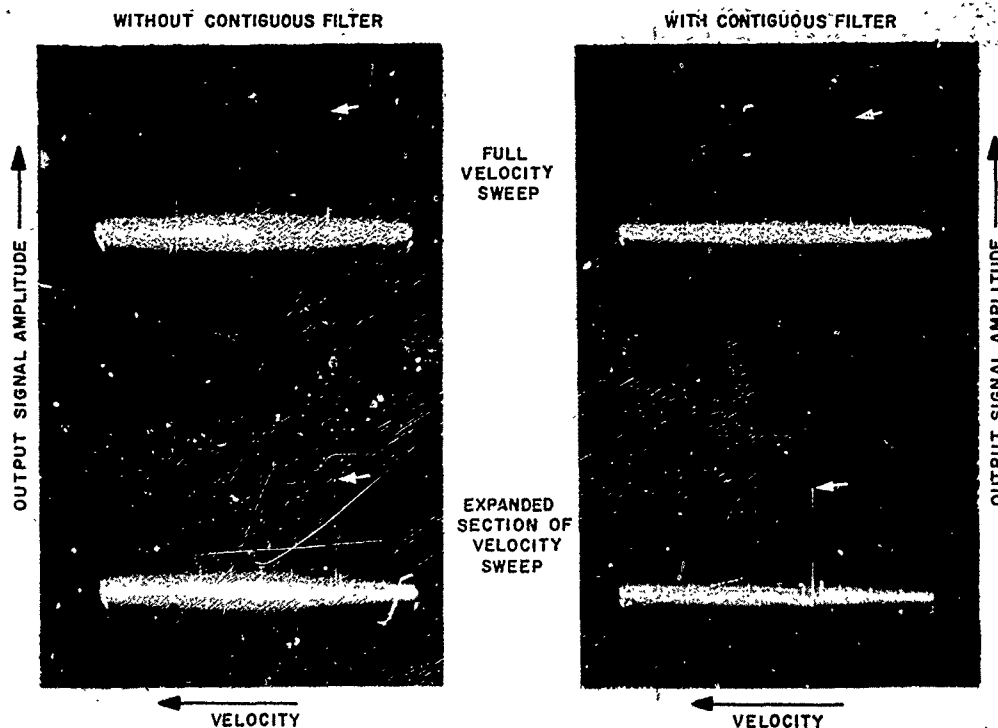 WITHOUT CONTIGUOUS FILTER
WITH CONTIGUOUS FILTER
OUTPUT SIGNAL AMPLITUDE
FULL
VELOCITY
SWEEP
EXPANDED
SECTION OF
VELOCITY
SWEEP
OUTPUT SIGNAL AMPLITUDE
VELOCITY
VELOCITY